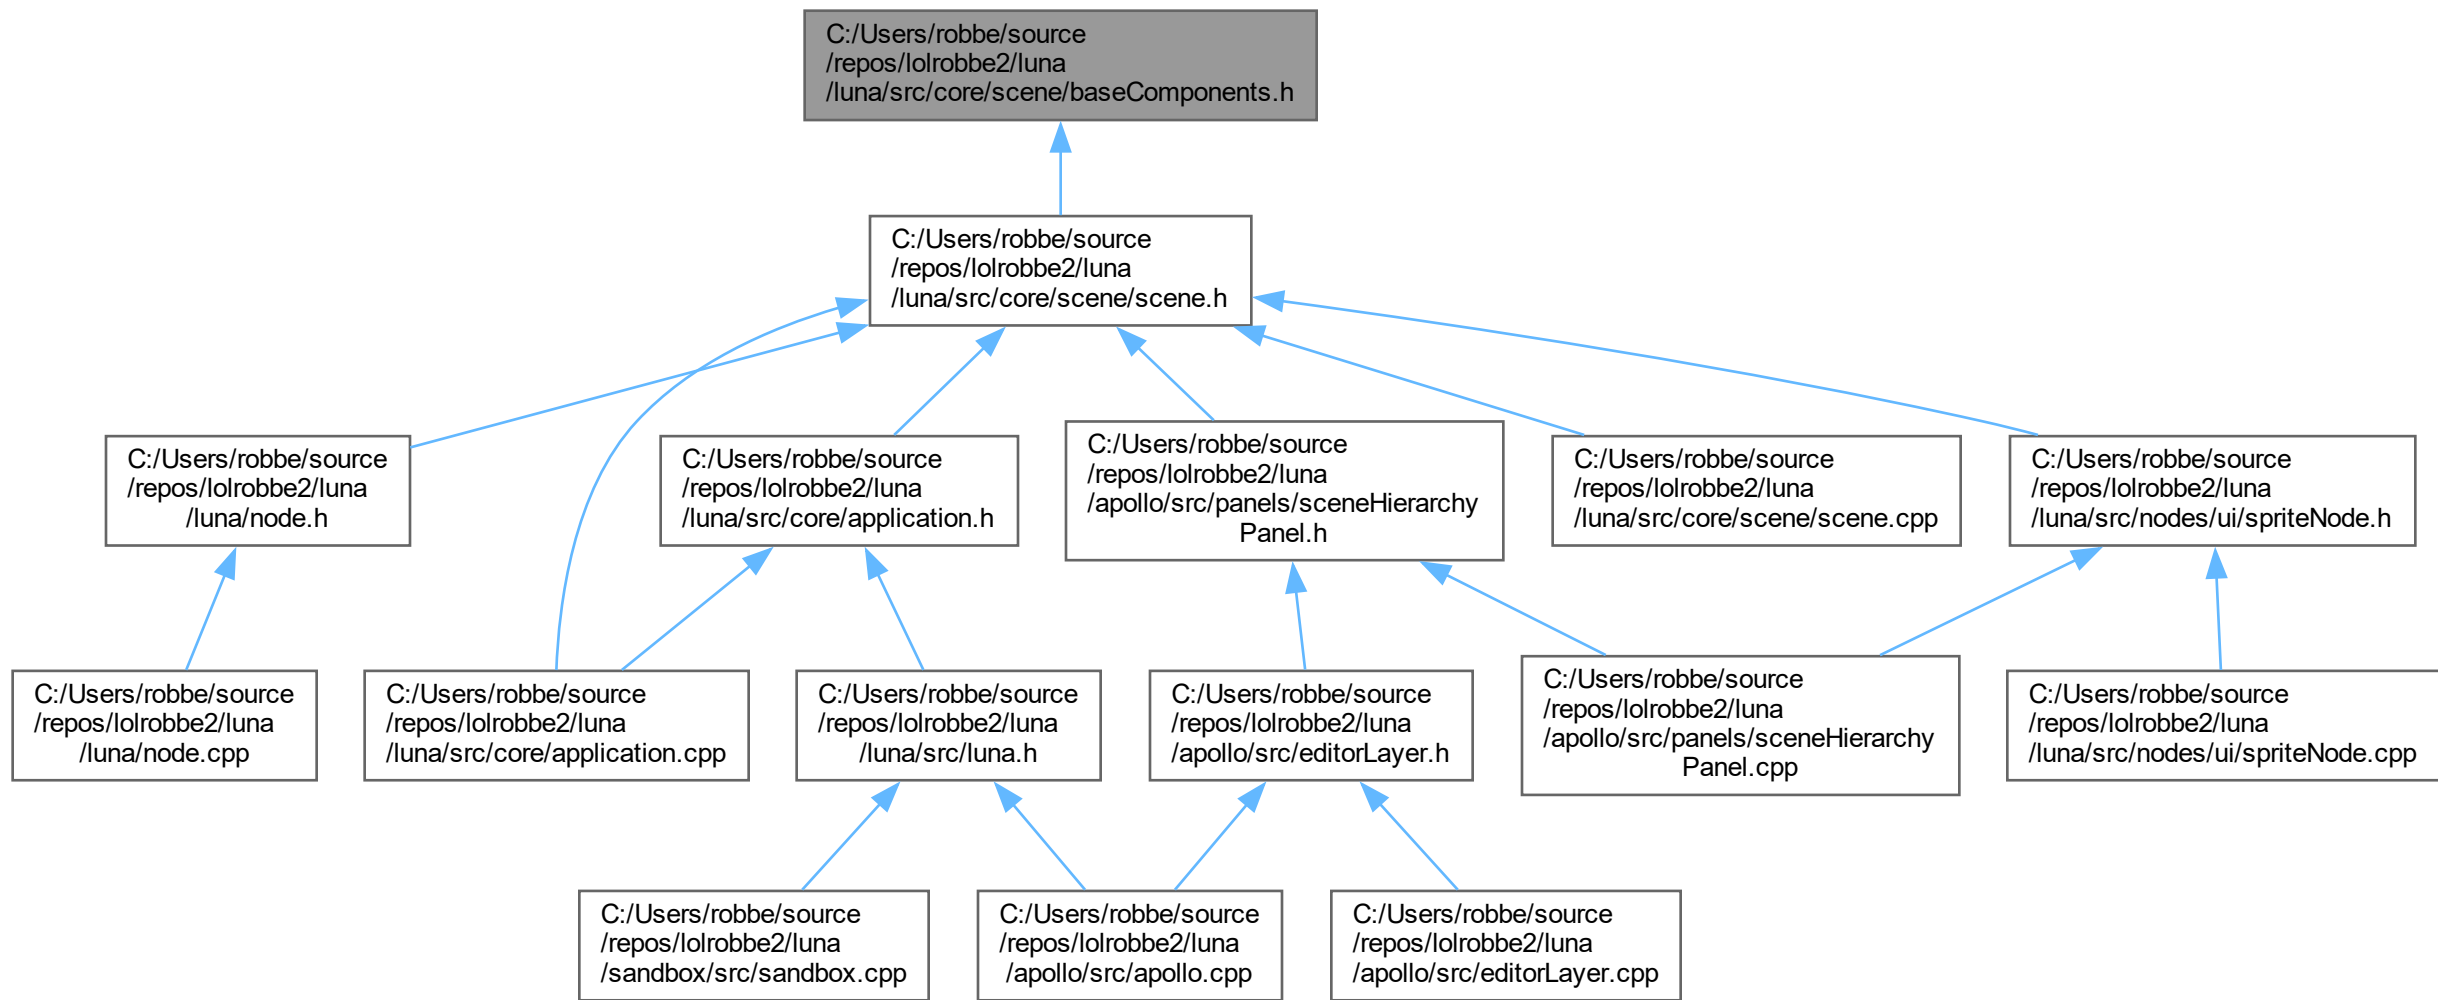 C:/Users/robbe/source
/repos/lolrobbe2/luna
/luna/src/core/scene/baseComponents.h
C:/Users/robbe/source
/repos/lolrobbe2/luna
/luna/src/core/scene/scene.h
C:/Users/robbe/source
/repos/lolrobbe2/luna
/luna/node.h
C:/Users/robbe/source
/repos/lolrobbe2/luna
/luna/src/core/application.h
C:/Users/robbe/source
/repos/lolrobbe2/luna
/apollo/src/panels/sceneHierarchy
Panel.h
C:/Users/robbe/source
/repos/lolrobbe2/luna
/luna/src/core/scene/scene.cpp
C:/Users/robbe/source
/repos/lolrobbe2/luna
/luna/src/nodes/ui/spriteNode.h
C:/Users/robbe/source
/repos/lolrobbe2/luna
/luna/node.cpp
C:/Users/robbe/source
/repos/lolrobbe2/luna
/luna/src/core/application.cpp
C:/Users/robbe/source
/repos/lolrobbe2/luna
/luna/src/luna.h
C:/Users/robbe/source
/repos/lolrobbe2/luna
/apollo/src/editorLayer.h
C:/Users/robbe/source
/repos/lolrobbe2/luna
/apollo/src/panels/sceneHierarchy
Panel.cpp
C:/Users/robbe/source
/repos/lolrobbe2/luna
/luna/src/nodes/ui/spriteNode.cpp
C:/Users/robbe/source
/repos/lolrobbe2/luna
/sandbox/src/sandbox.cpp
C:/Users/robbe/source
/repos/lolrobbe2/luna
/apollo/src/apollo.cpp
C:/Users/robbe/source
/repos/lolrobbe2/luna
/apollo/src/editorLayer.cpp